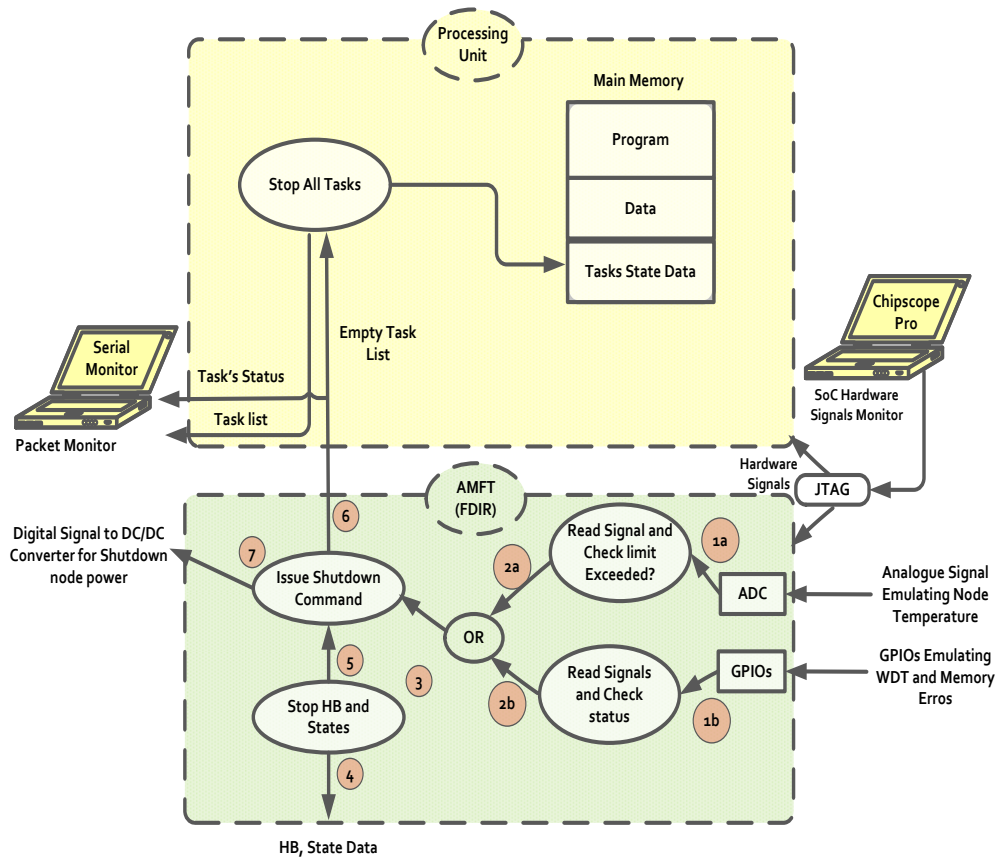 Processing
Unit
Main Memory
Program
Data
Tasks State Data
Stop All Tasks
Empty Task
List
Serial
Monitor
Task's Status
Task list
Packet Monitor
Chipscope
Pro
SoC Hardware
Signals Monitor
Hardware
Signals
JTAG
AMFT
(FDIR)
Digital Signal to DC/DC
Converter for Shutdown
node power
7
6
Issue Shutdown
Command
2a
Read Signal and
Check limit
Exceeded?
1a
ADC
Analogue Signal
Emulating Node
Temperature
OR
5
3
Stop HB and
States
4
2b
Read Signals
and Check
status
1b
GPIOs
GPIOs Emulating
WDT and Memory
Erros
HB, State Data